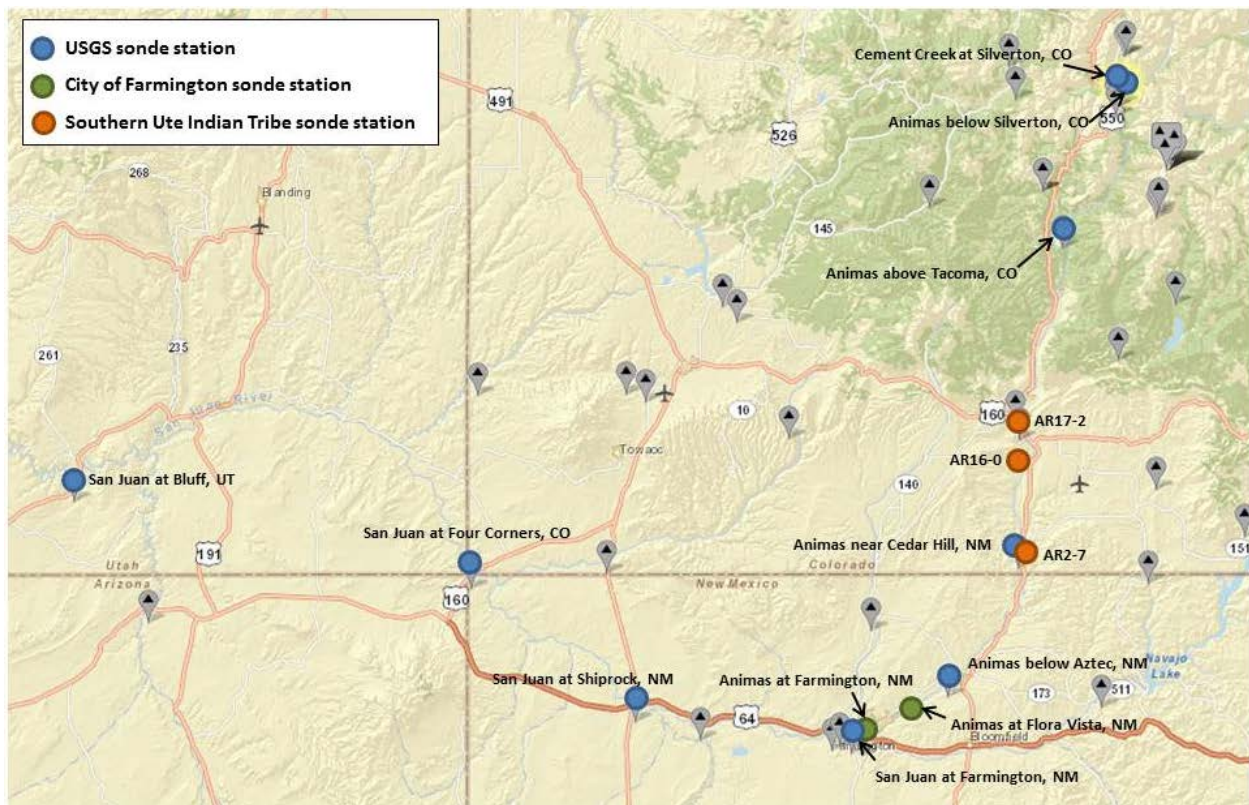 USGS sonde station
City of Farmington sonde station
Southern Ute Indian Tribe sonde station
Cement Creek at Silverton, CO
491
526
550
Animas below Silverton, CO
268
Blanding
145
Animas above Tacoma, CO
235
261
San Juan River
10
160
AR17-2
Towaoc
AR16-0
San Juan at Bluff, UT
140
San Juan at Four Corners, CO
Animas near Cedar Hill, NM
AR2-7
151
191
Utah
Arizona
Colorado
New Mexico
160
Animas below Aztec, NM
Navajo
Lake
San Juan at Shiprock, NM
Animas at Farmington, NM
173
511
64
Animas at Flora Vista, NM
Bloomfield
San Juan at Farmington, NM